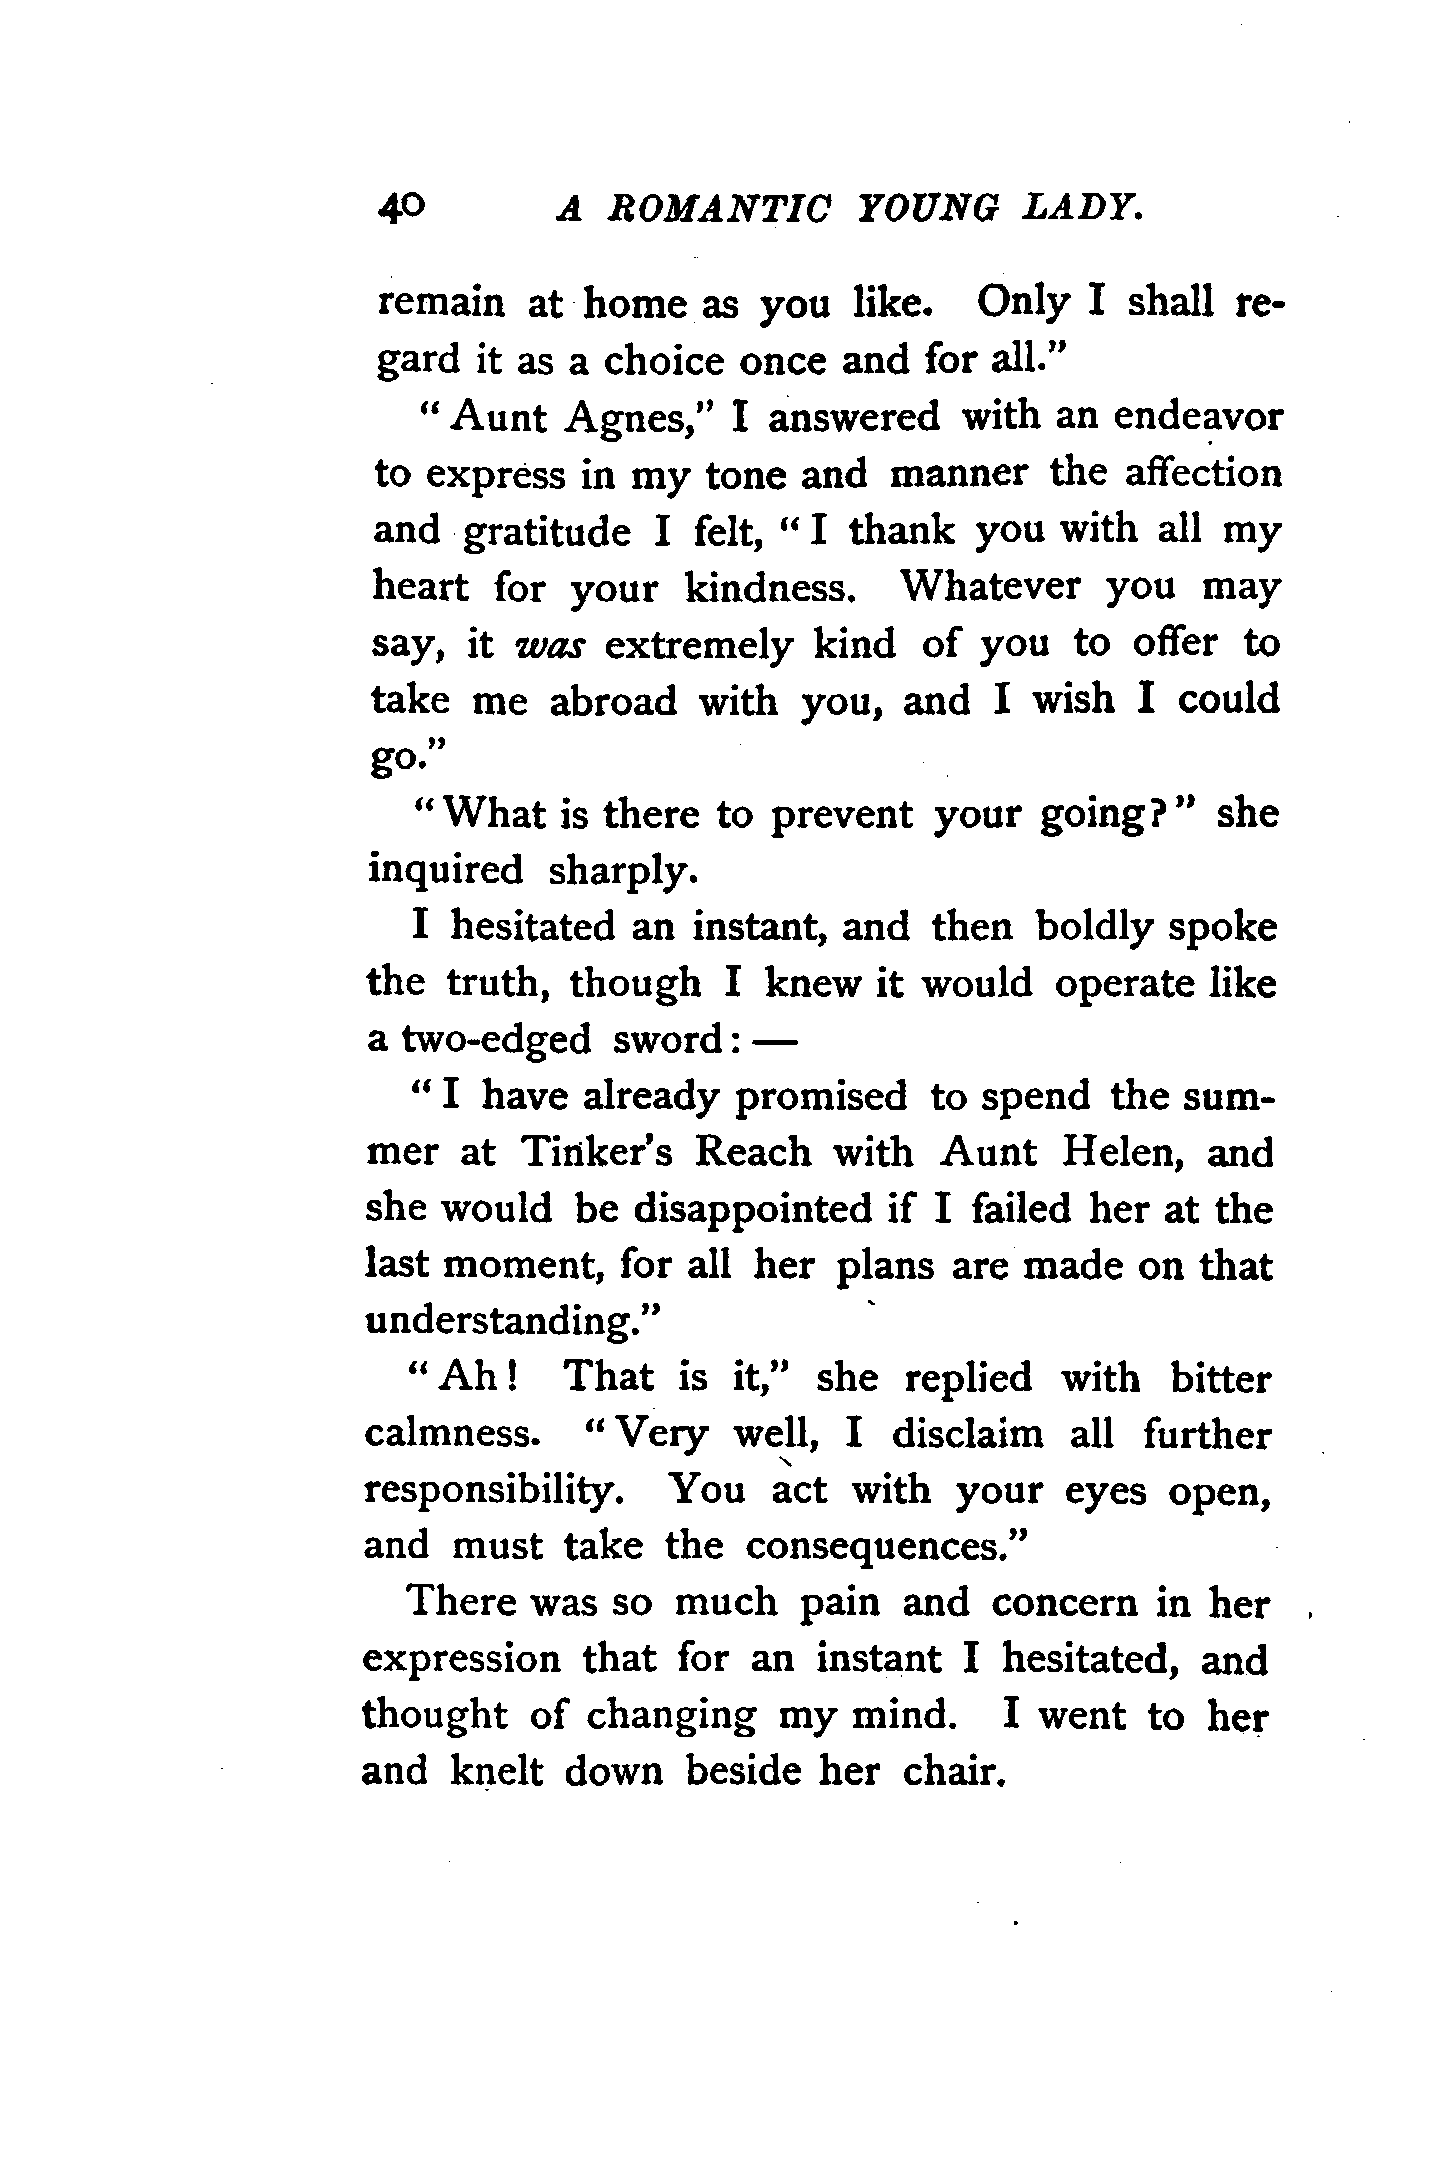 40 A ROMANTIC YOUNG LADY.
remain at home as you like. Only I shall re-
gard it as a choice once and for all."
"Aunt Agnes," I answered with an endeavor
to express in my tone and manner the affection
and gratitude I felt, "I thank you with all my
heart for your kindness. Whatever you may
say, it was extremely kind of you to offer to
take me abroad with you, and I wish I could
go."
"What is there to prevent your going?" she
inquired sharply.
I hesitated an instant, and then boldly spoke
the truth, though I knew it would operate like
a two-edged sword: —
"I have already promised to spend the sum-
mer at Tinker's Reach with Aunt Helen, and
she would be disappointed if I failed her at the
last moment, for all her plans are made on that
understanding."
"Ah! That is it," she replied with bitter
calmness. "Very well, I disclaim all further
responsibility. You act with your eyes open,
and must take the consequences."
There was so much pain and concern in her
expression that for an instant I hesitated, and
thought of changing my mind. I went to her
and knelt down beside her chair.